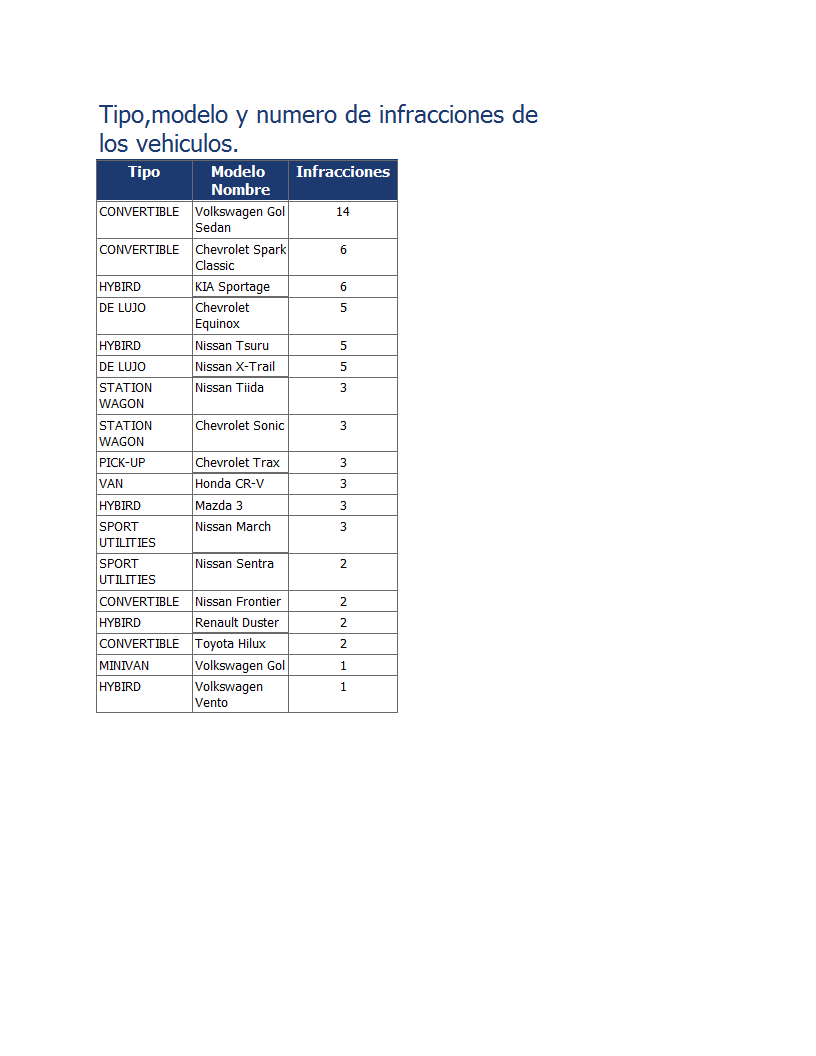 Tipo,modelo y numero de infracciones de
los vehiculos.
Tipo Modelo Nombre Infracciones
CONVERTIBLE Volkswagen Gol Sedan 14
CONVERTIBLE Chevrolet Spark Classic 6
HYBIRD KIA Sportage 6
DE LUJO Chevrolet Equinox 5
HYBIRD Nissan Tsuru 5
DE LUJO Nissan X-Trail 5
STATION WAGON Nissan Tiida 3
STATION WAGON Chevrolet Sonic 3
PICK-UP Chevrolet Trax 3
VAN Honda CR-V 3
HYBIRD Mazda 3 3
SPORT UTILITIES Nissan March 3
SPORT UTILITIES Nissan Sentra 2
CONVERTIBLE Nissan Frontier 2
HYBIRD Renault Duster 2
CONVERTIBLE Toyota Hilux 2
MINIVAN Volkswagen Gol 1
HYBIRD Volkswagen Vento 1